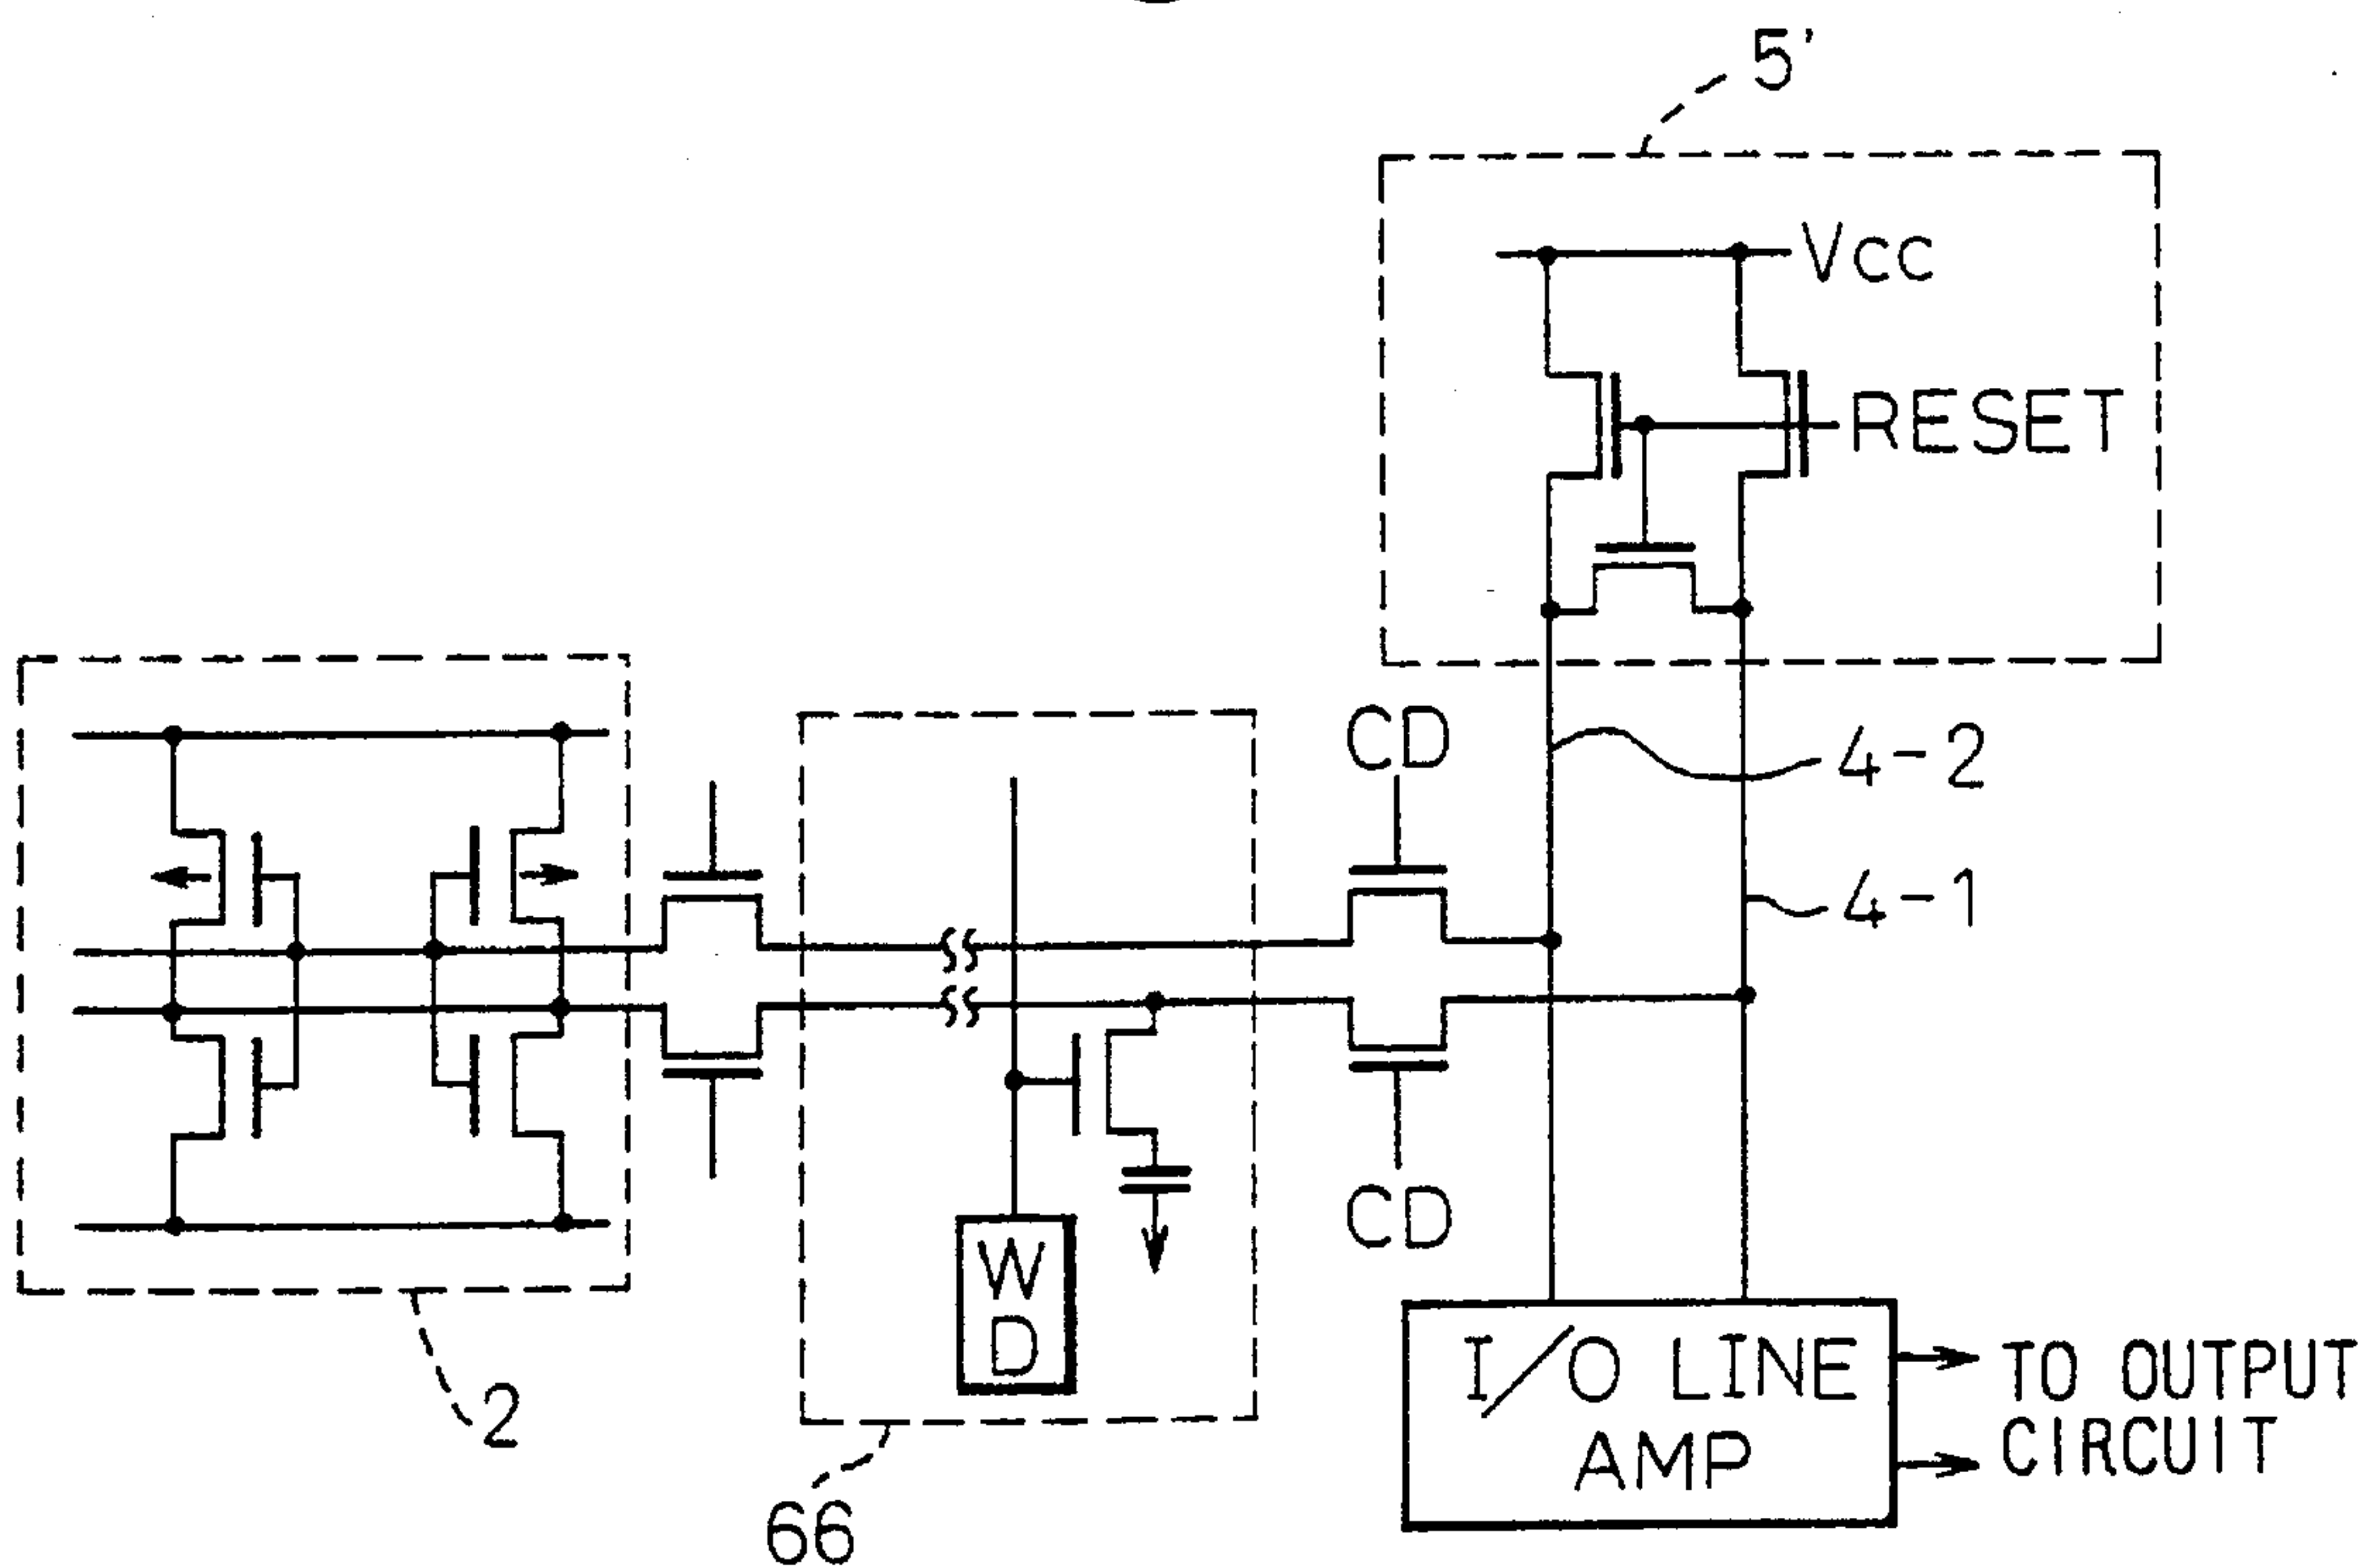 5'
Vcc
RESET
CD
4-2
4-1
W
D
CD
I/O LINE
AMP
TO OUTPUT
CIRCUIT
2
66